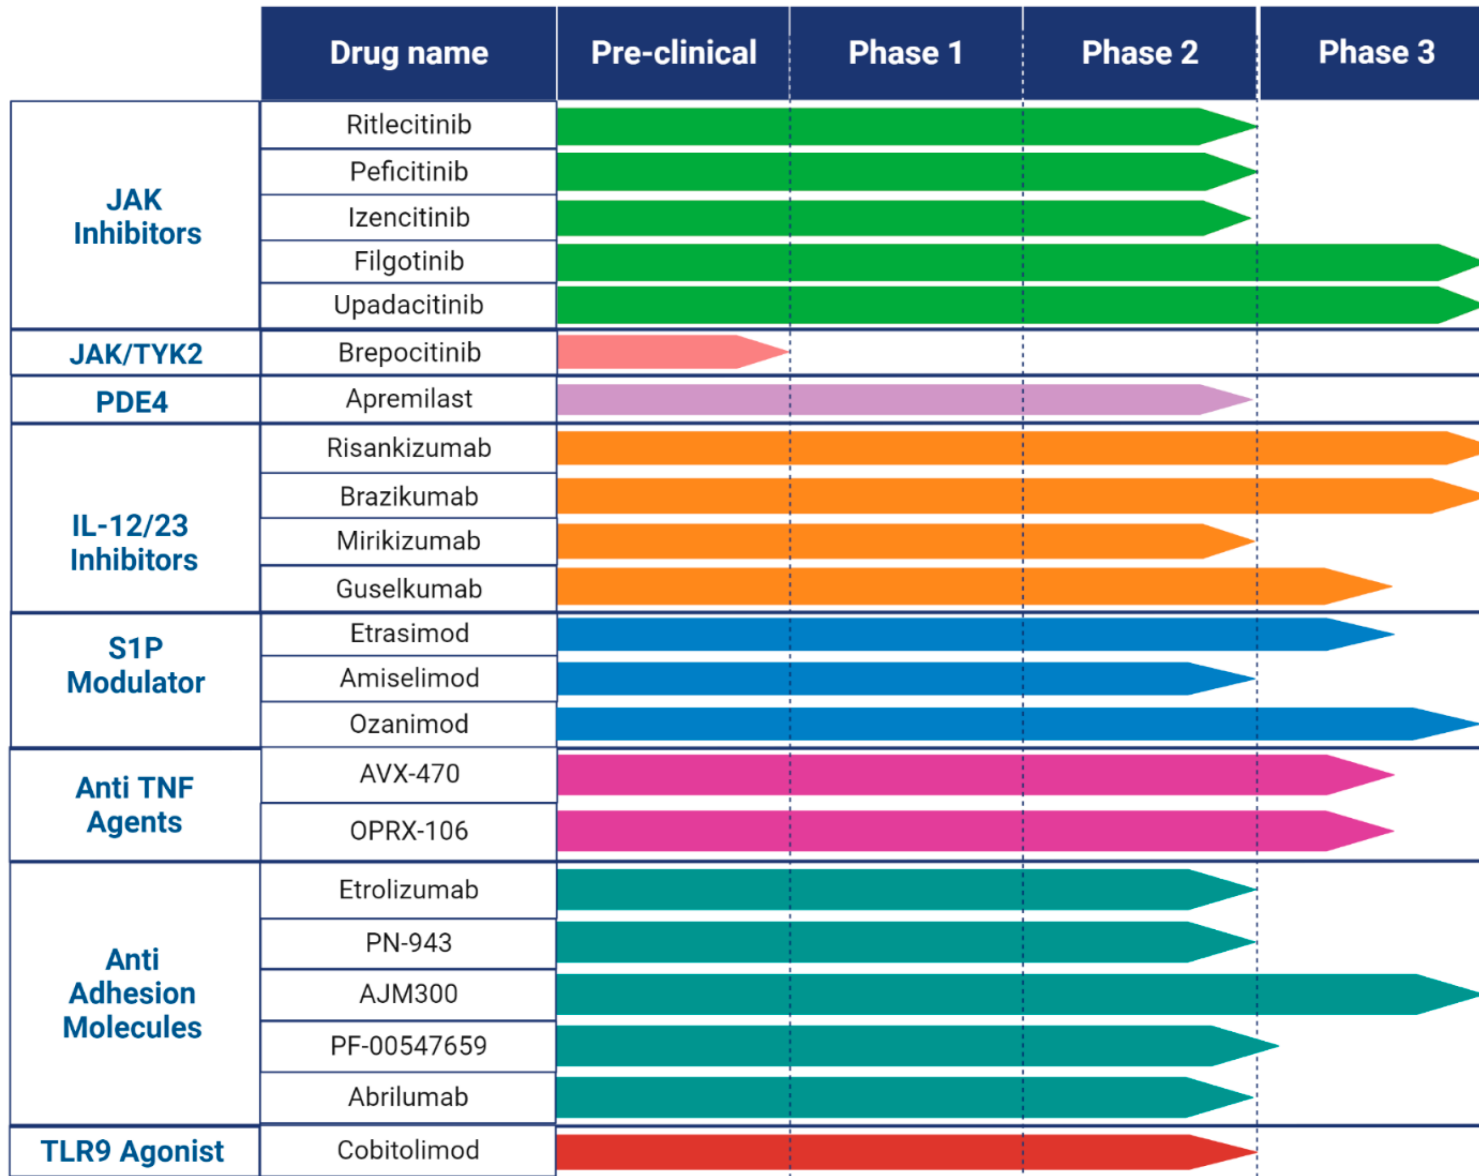 Drug name Pre-clinical Phase 1 Phase 2 Phase 3
JAK
Inhibitors
Ritlecitinib
Peficitinib
Izencitinib
Filgotinib
Upadacitinib
JAK/TYK2 Brepocitinib
PDE4 Apremilast
IL-12/23
Inhibitors
Risankizumab
Brazikumab
Mirikizumab
Guselkumab
S1P
Modulator
Etrasimod
Amiselimod
Ozanimod
Anti TNF
Agents
AVX-470
OPRX-106
Anti
Adhesion
Molecules
Etrolizumab
PN-943
AJM300
PF-00547659
Abrilumab
TLR9 Agonist Cobitolimod